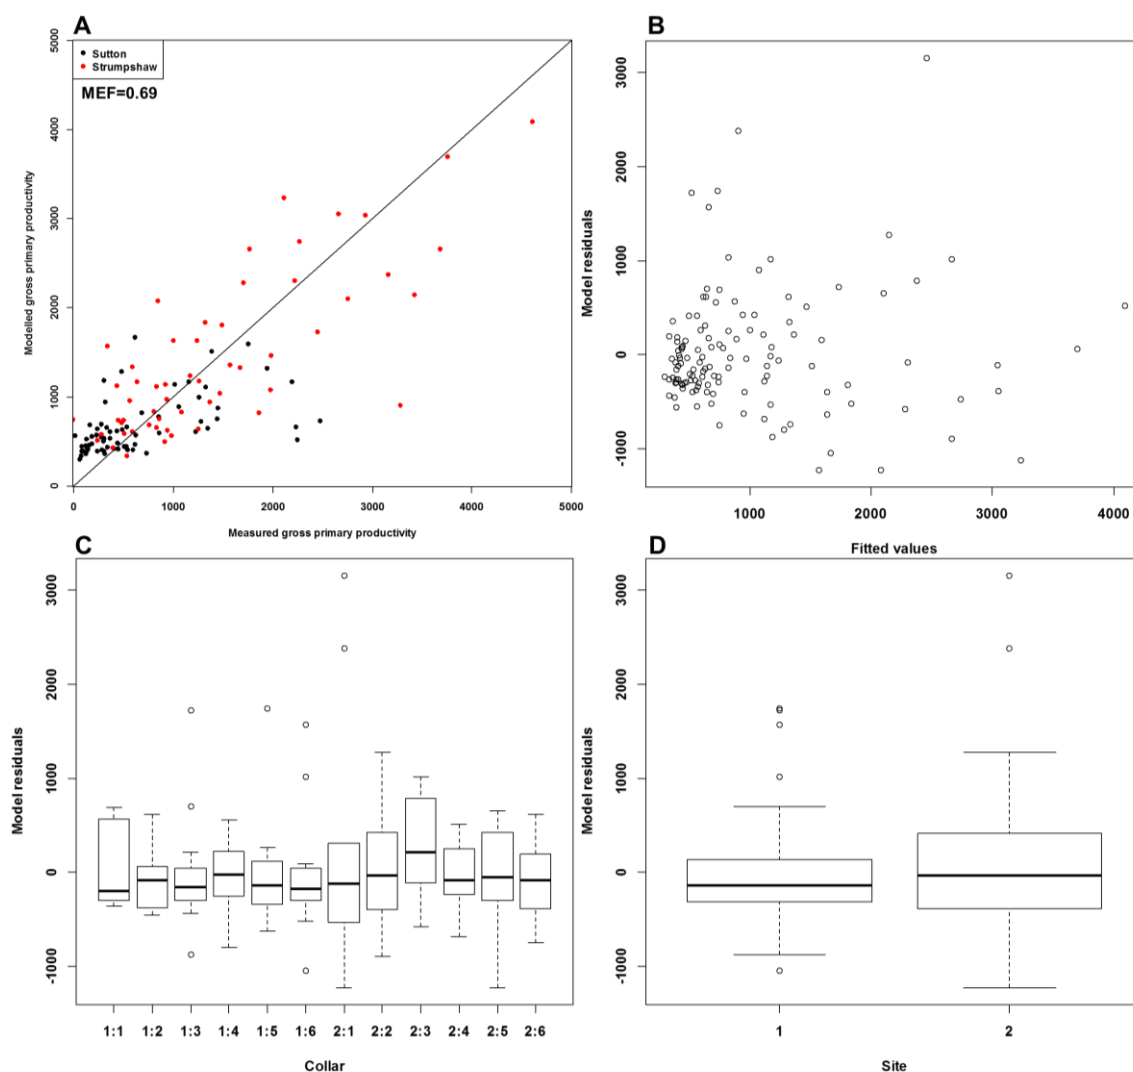 A
Sutton
Strumpshaw
MEF=0.69
Modelled gross primary productivity
0
1000
2000
3000
4000
5000
0 1000 2000 3000 4000 5000
Measured gross primary productivity
B
Model residuals
-1000
0
1000
2000
3000
1000 2000 3000 4000
Fitted values
C
Model residuals
-1000
0
1000
2000
3000
1:1 1:2 1:3 1:4 1:5 1:6 2:1 2:2 2:3 2:4 2:5 2:6
Collar
D
Model residuals
-1000
0
1000
2000
3000
1 2
Site